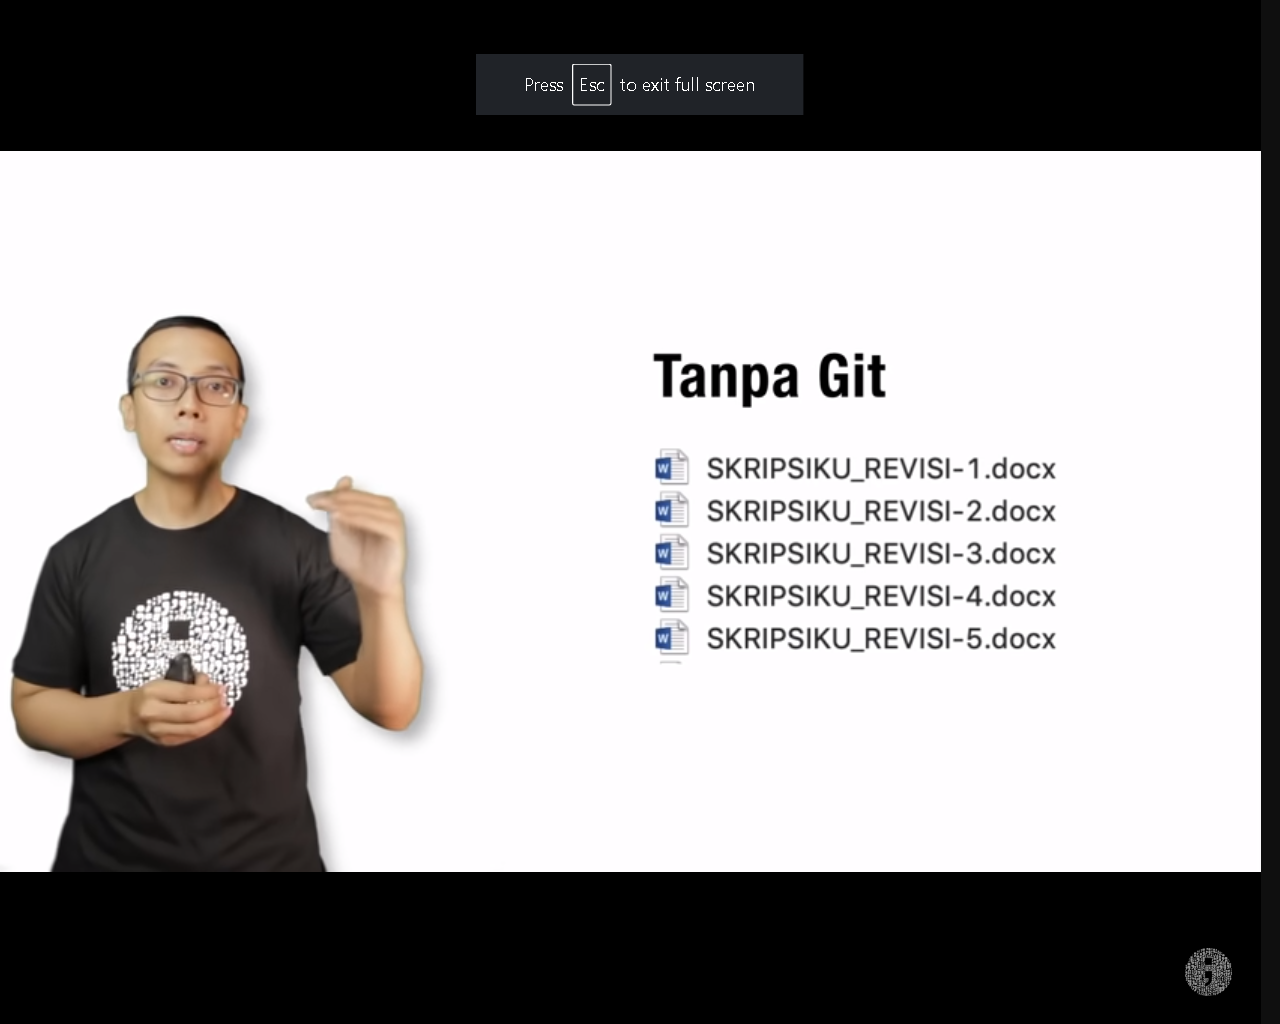 Press Esc to exit full screen
Tanpa Git
SKRIPSIKU_REVISI-1.docx
SKRIPSIKU_REVISI-2.docx
SKRIPSIKU_REVISI-3.docx
SKRIPSIKU_REVISI-4.docx
SKRIPSIKU_REVISI-5.docx